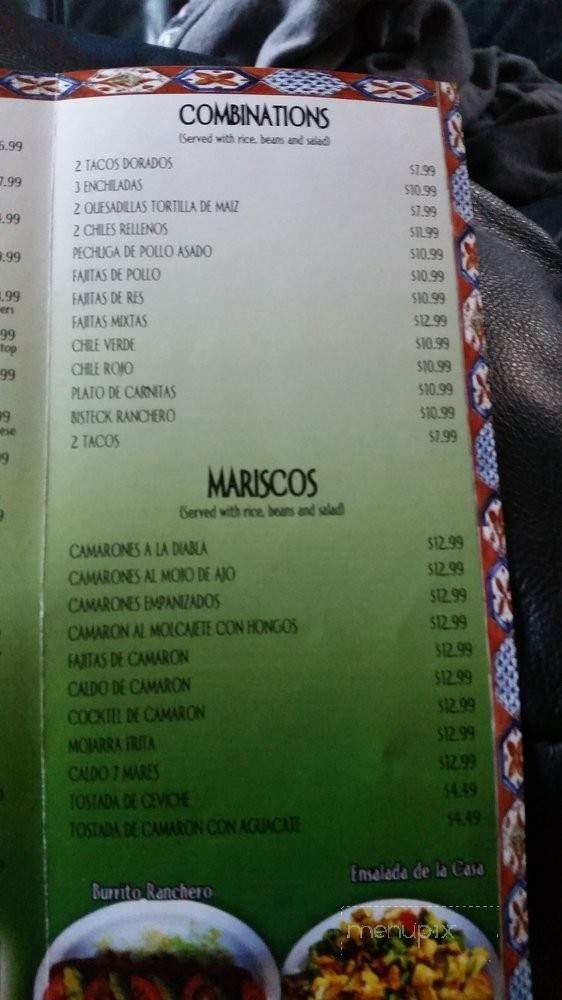 COMBINATIONS
(Served with rice, beans and salad)
2 TACOS DORADOS $7.99
3 ENCHILADAS $10.99
2 QUESADILLAS TORTILLA DE MAIZ $7.99
2 CHILES RELLENOS $11.99
PECHUGA DE POLLO ASADO $10.99
FAJITAS DE POLLO $10.99
FAJITAS DE RES $10.99
FAJITAS MIXTAS $12.99
CHILE VERDE $10.99
CHILE ROJO $10.99
PLATO DE CARNITAS $10.99
BISTECK RANCHERO $10.99
2 TACOS $7.99
MARISCOS
(Served with rice, beans and salad)
CAMARONES A LA DIABLA $12.99
CAMARONES AL MOJO DE AJO $12.99
CAMARONES EMPANIZADOS $12.99
CAMARON AL MOLCAJETE CON HONGOS $12.99
FAJITAS DE CAMARON $12.99
CALDO DE CAMARON $12.99
COCKTEL DE CAMARON $12.99
MOJARRA FRITA $12.99
CALDO 7 MARES $12.99
TOSTADA DE CEVICHE $4.49
TOSTADA DE CAMARON CON AGUACATE $4.49
Burrito Ranchero
Ensalada de la Casa
menupix